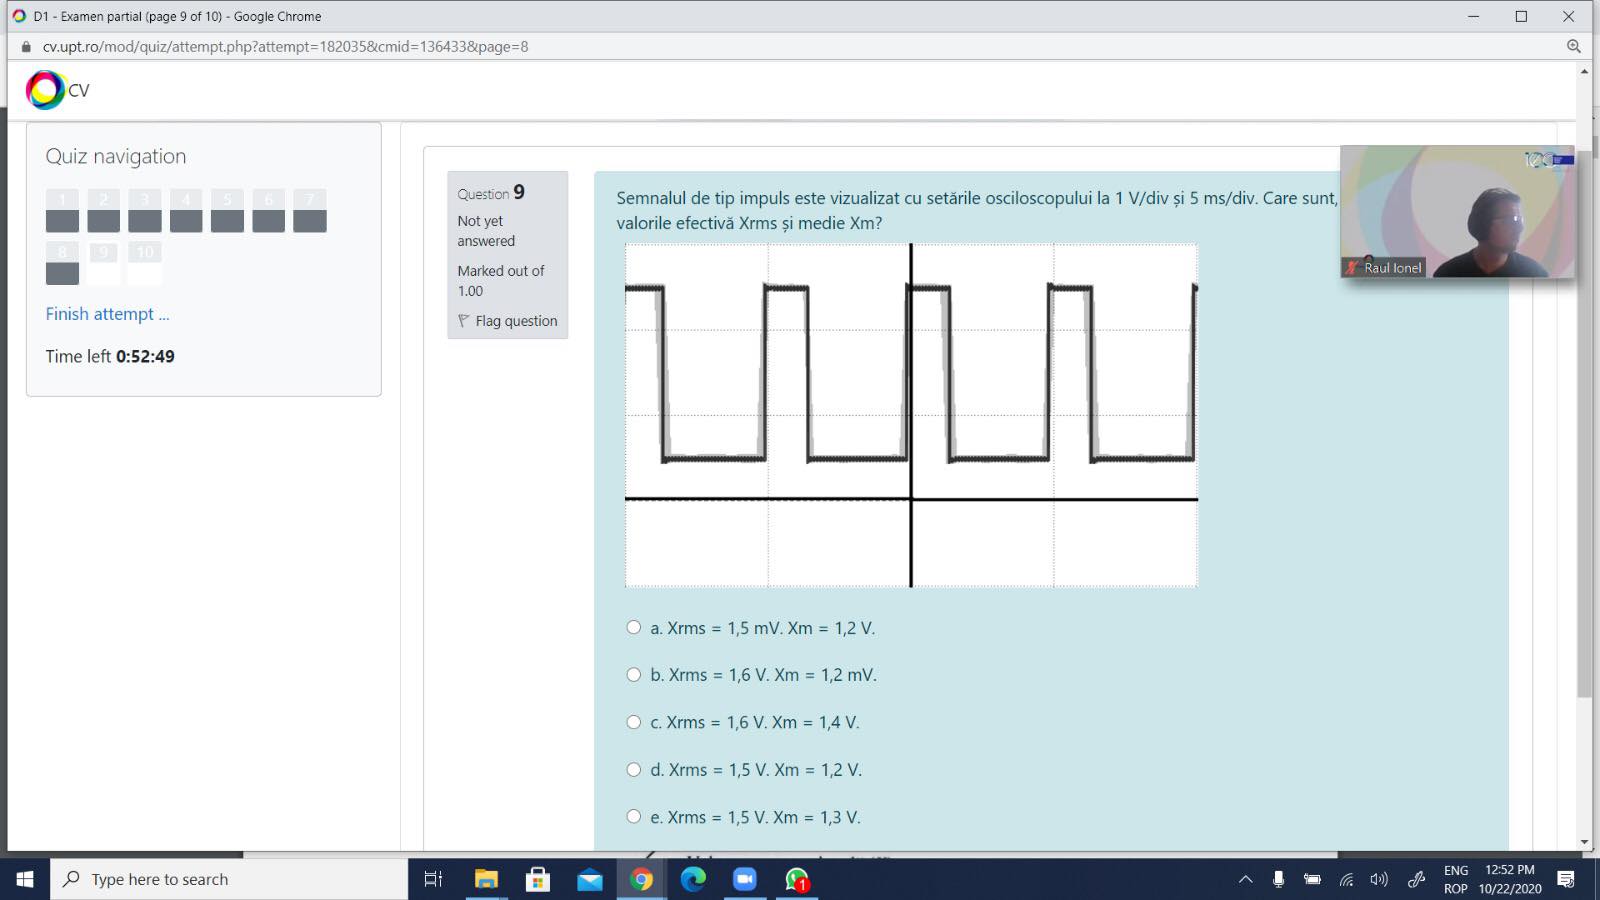 D1 - Examen partial (page 9 of 10) - Google Chrome
cv.upt.ro/mod/quiz/attempt.php?attempt=182035&cmid=136433&page=8
CV
Quiz navigation
1 2 3 4 5 6 7
8 9 10
Finish attempt ...
Time left 0:52:49
Question 9
Not yet
answered
Marked out of
1.00
Flag question
Semnalul de tip impuls este vizualizat cu setările osciloscopului la 1 V/div și 5 ms/div. Care sunt,
valorile efectivă Xrms și medie Xm?
Raul Ionel
a. Xrms = 1,5 mV. Xm = 1,2 V.
b. Xrms = 1,6 V. Xm = 1,2 mV.
c. Xrms = 1,6 V. Xm = 1,4 V.
d. Xrms = 1,5 V. Xm = 1,2 V.
e. Xrms = 1,5 V. Xm = 1,3 V.
Type here to search
1
ENG
ROP
12:52 PM
10/22/2020